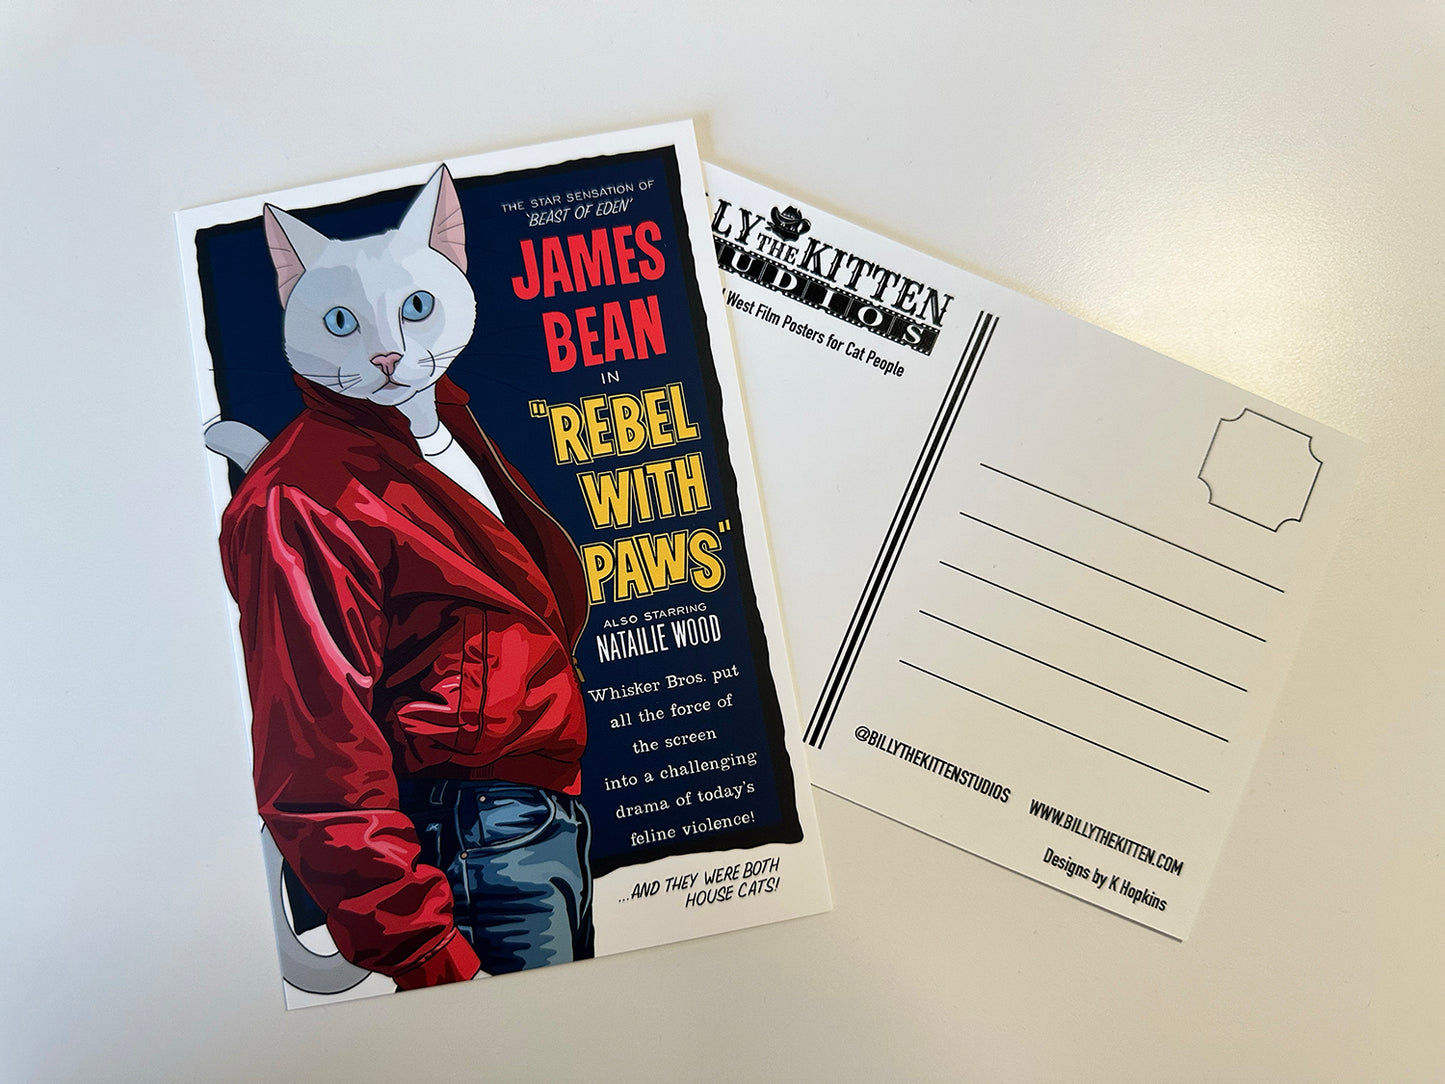 THE STAR SENSATION OF
'BEAST OF EDEN'
JAMES
BEAN
IN
"REBEL
WITH
PAWS"
ALSO STARRING
NATAILIE WOOD
Whisker Bros. put
all the force of
the screen
into a challenging
drama of today's
feline violence!
...AND THEY WERE BOTH
HOUSE CATS!
THE KITTEN
West Film Posters for Cat People
@BILLYTHEKITTENSTUDIOS
WWW.BILLYTHEKITTEN.COM
Designs by K Hopkins